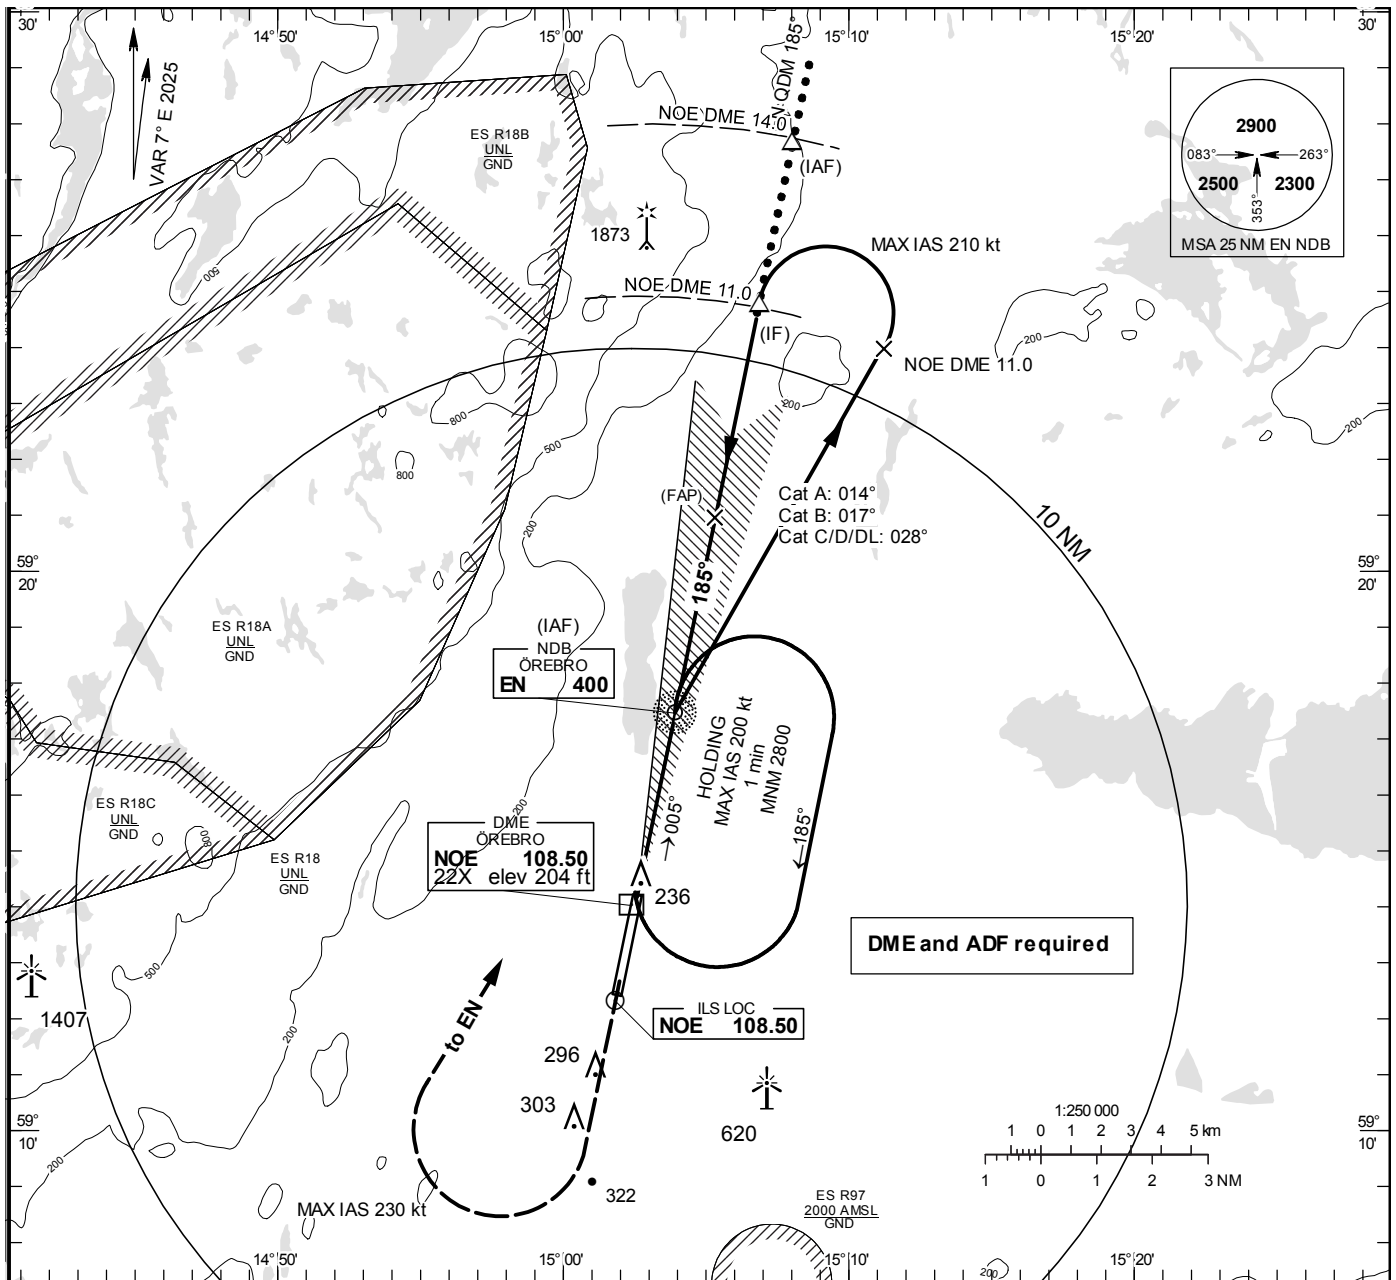 30'
14°50'
15°00'
15°10'
15°20'
30'
VAR 7° E 2025
N QDM 185°
NOE DME 14.0
(IAF)
ES R18B
UNL
GND
2900
083°
263°
2500
2300
353°
MSA 25 NM EN NDB
1873
MAX IAS 210 kt
500
NOE DME 11.0
(IF)
200
NOE DME 11.0
800
200
200
500
800
(FAP)
Cat A: 014°
Cat B: 017°
Cat C/D/DL: 028°
10 NM
200
59°
20'
59°
20'
185°
ES R18A
UNL
GND
(IAF)
NDB
ÖREBRO
EN 400
HOLDING
MAX IAS 200 kt
1 min
MNM 2800
005°
185°
ES R18C
UNL
GND
800
200
DME
ÖREBRO
NOE 108.50
22X elev 204 ft
ES R18
UNL
GND
236
DME and ADF required
500
1407
to EN
ILS LOC
NOE 108.50
200
296
303
620
59°
10'
59°
10'
1:250 000
1 0 1 2 3 4 5 km
1 0 1 2 3 NM
200
322
MAX IAS 230 kt
ES R97
2000 AMSL
GND
200
14°50'
15°00'
15°10'
15°20'